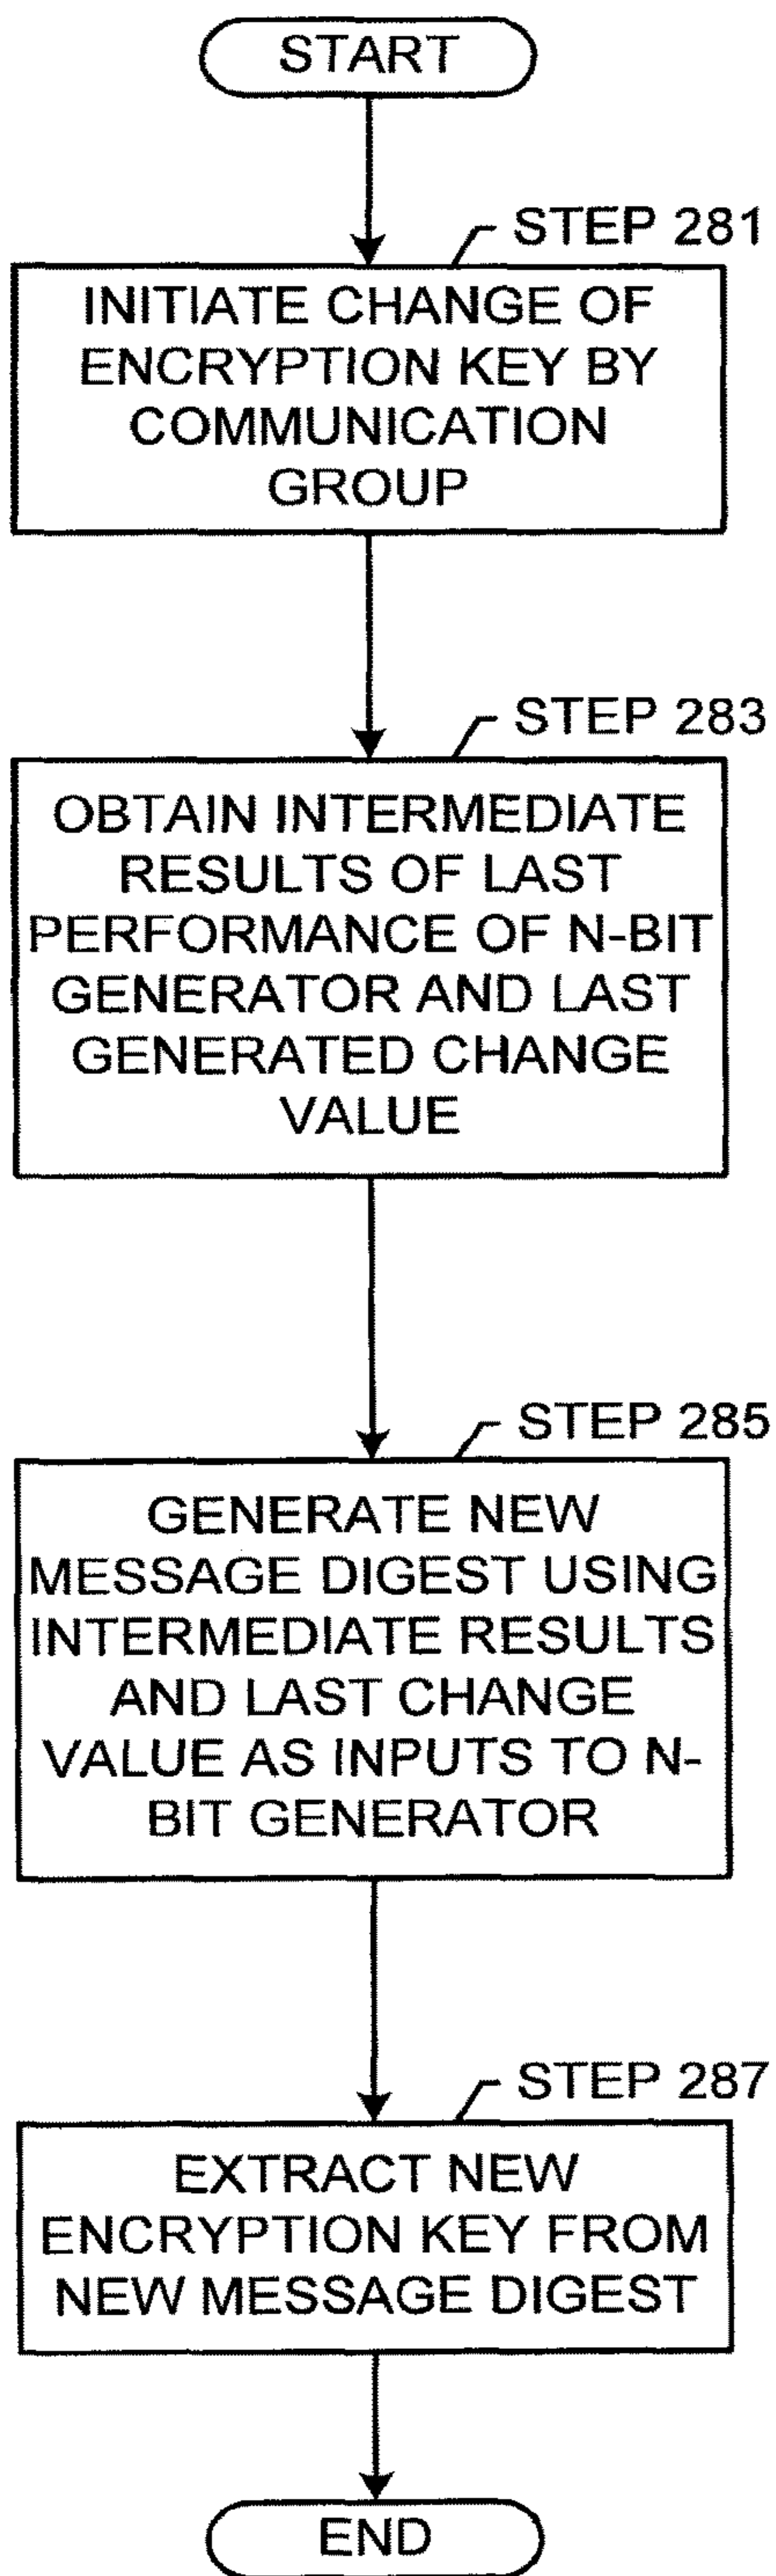 START
STEP 281
INITIATE CHANGE OF
ENCRYPTION KEY BY
COMMUNICATION
GROUP
STEP 283
OBTAIN INTERMEDIATE
RESULTS OF LAST
PERFORMANCE OF N-BIT
GENERATOR AND LAST
GENERATED CHANGE
VALUE
STEP 285
GENERATE NEW
MESSAGE DIGEST USING
INTERMEDIATE RESULTS
AND LAST CHANGE
VALUE AS INPUTS TO N-
BIT GENERATOR
STEP 287
EXTRACT NEW
ENCRYPTION KEY FROM
NEW MESSAGE DIGEST
END